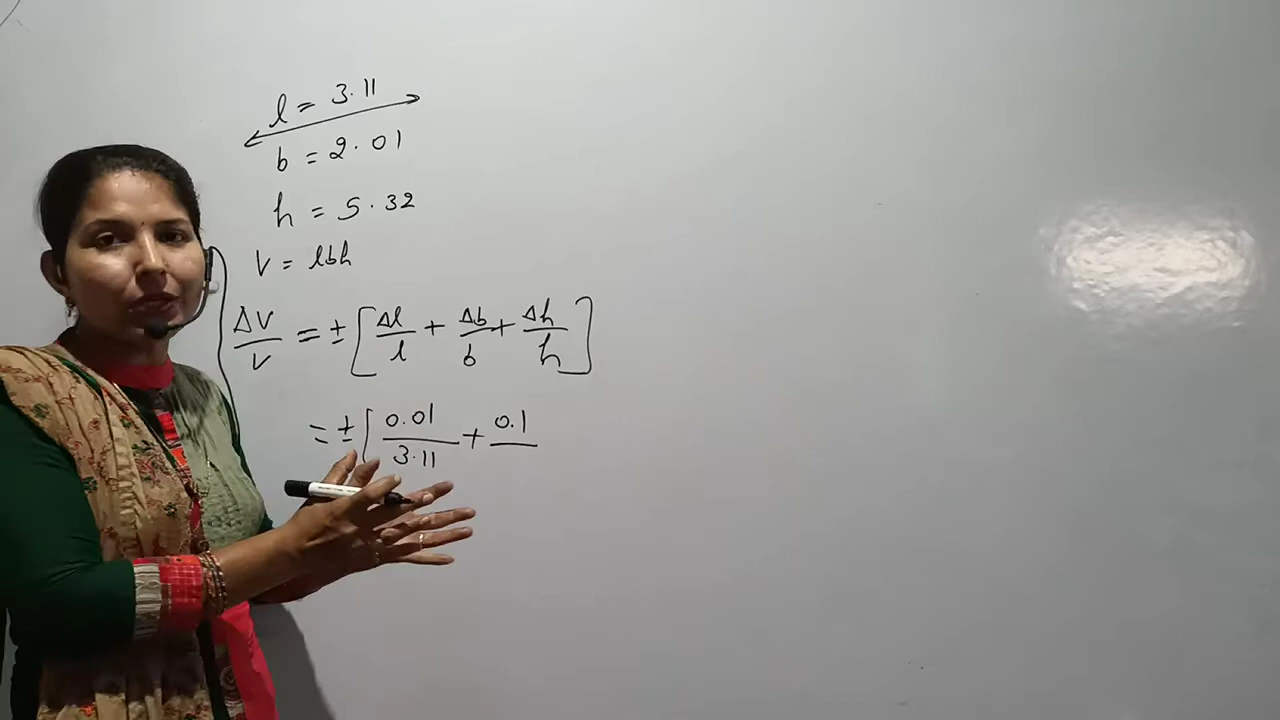 l = 3.11
b = 2.01
h = 5.32
V = lbh
ΔV/V = ± [Δl/l + Δb/b + Δh/h]
= ± [0.01/3.11 + 0.1/